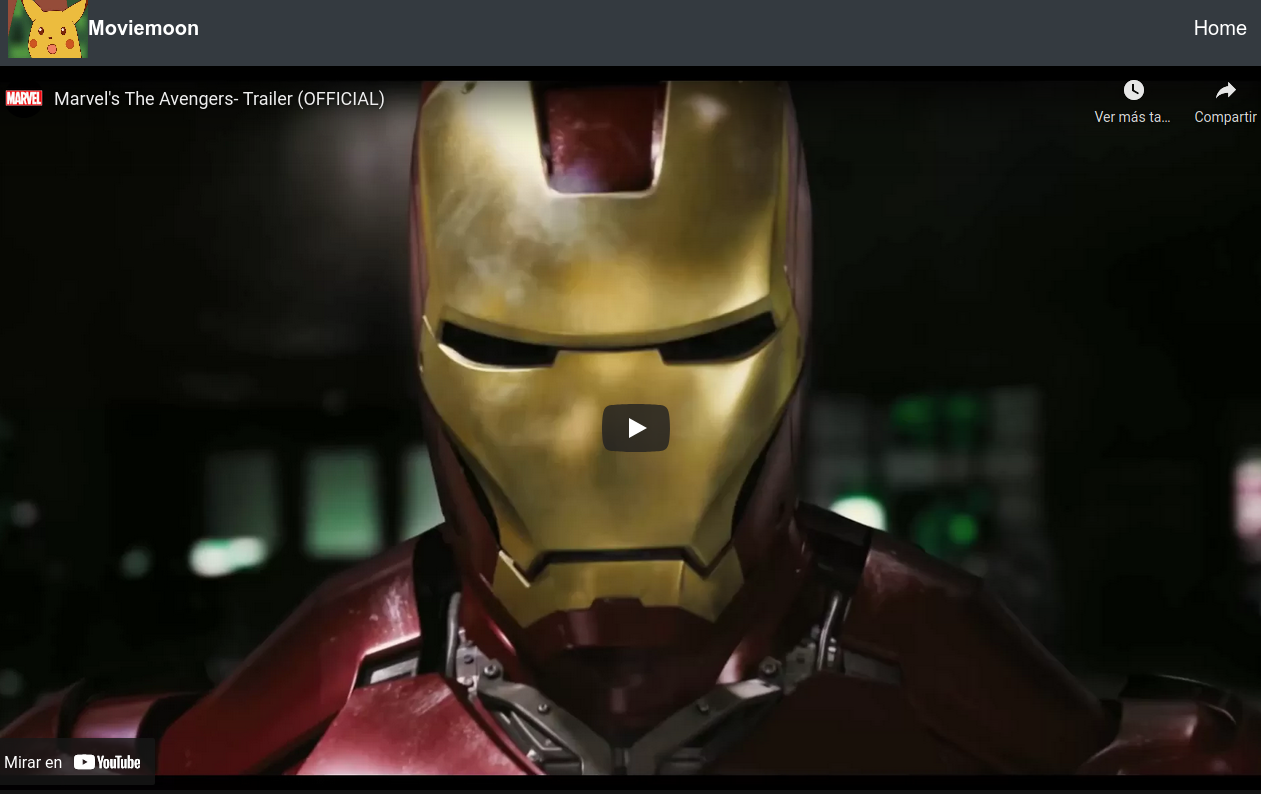 Moviemoon
Home
MARVEL
Marvel's The Avengers- Trailer (OFFICIAL)
Ver más ta...
Compartir
Mirar en YouTube